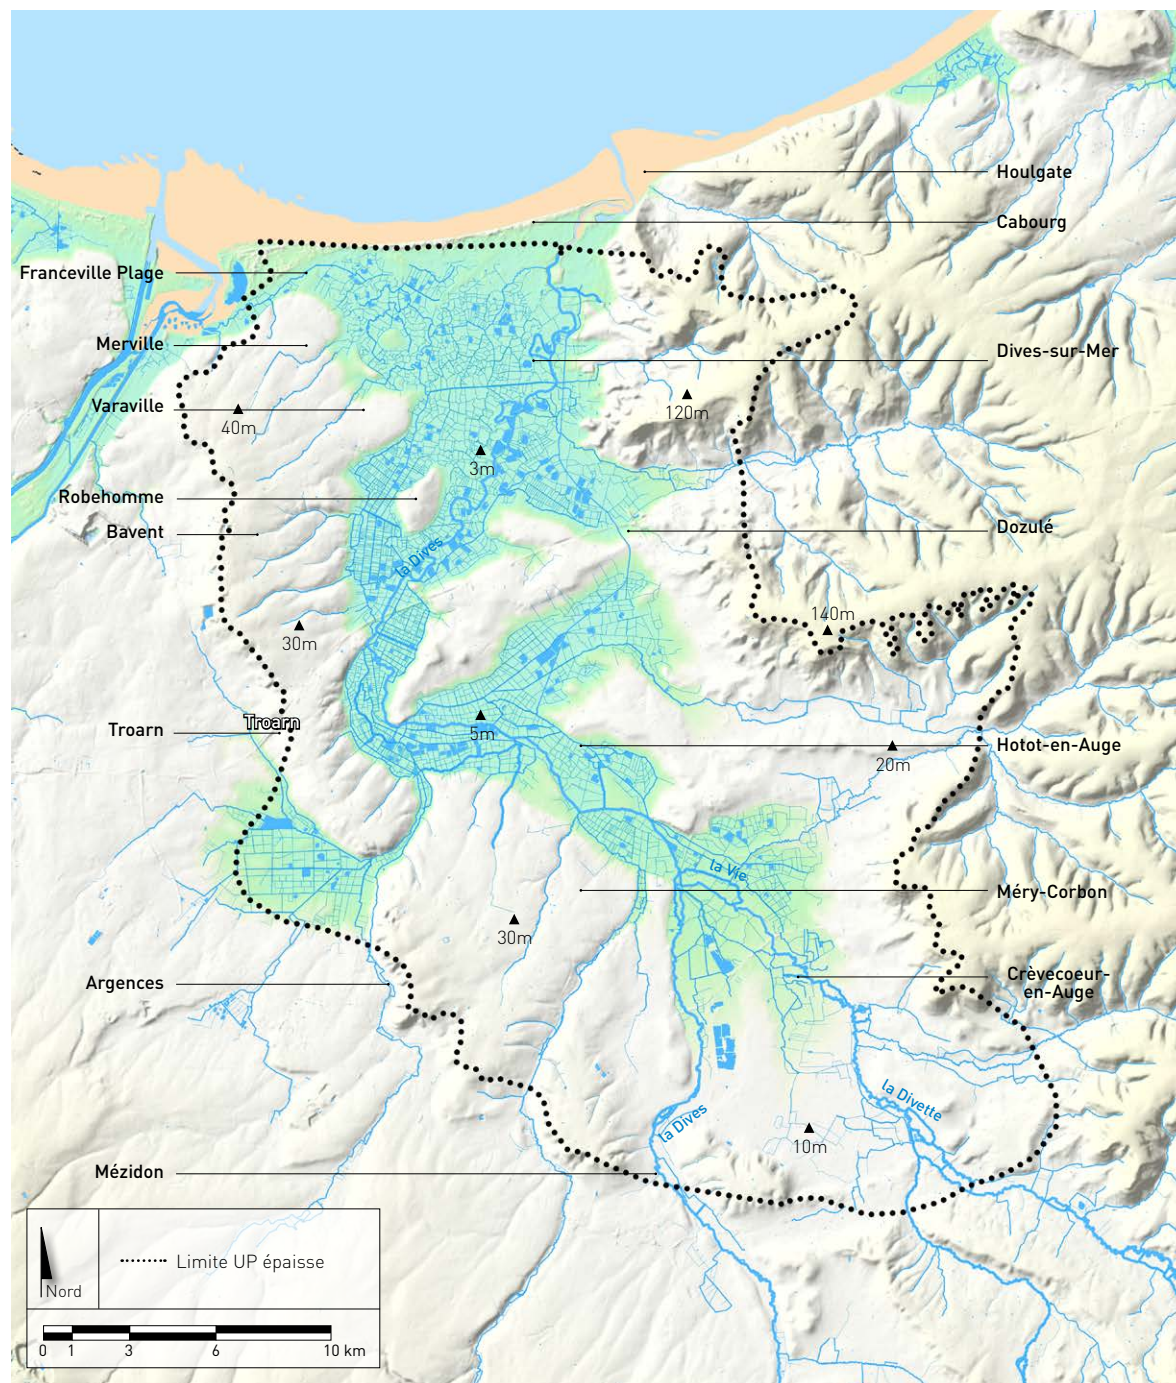 Houlgate
Cabourg
Franceville Plage
Merville
Dives-sur-Mer
Varaville
120m
40m
3m
Robehomme
Bavent
Dozulé
la Dives
140m
30m
Troarn
Troarn
5m
Hotot-en-Auge
20m
la Vie
Méry-Corbon
30m
Argences
Crèvecoeur-
en-Auge
la Divette
la Dives
10m
Mézidon
Limite UP épaisse
Nord
0 1 3 6 10 km